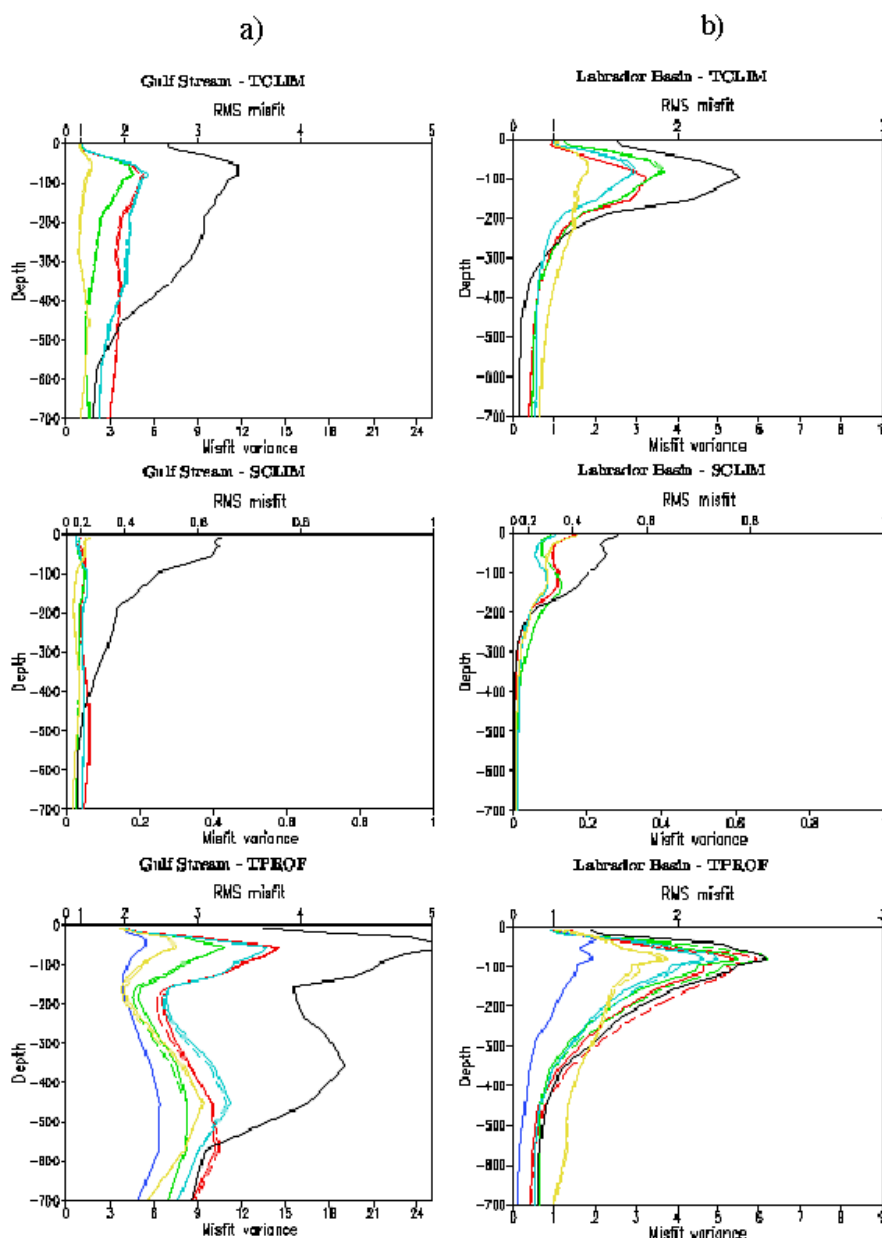 a)
b)
Gulf Stream - TCLIM
RMS misfit
0 1 2 3 4 5
0
-100
-200
-300
-400
-500
-600
-700
Depth
0 3 6 9 12 15 18 21 24
Misfit variance
Labrador Basin - TCLIM
RMS misfit
0 1 2
0
-100
-200
-300
-400
-500
-600
-700
Depth
0 1 2 3 4 5 6 7 8
Misfit variance
Gulf Stream - SCLIM
RMS misfit
0 0.2 0.4 0.6 0.8 1
0
-100
-200
-300
-400
-500
-600
-700
Depth
0 0.2 0.4 0.6 0.8 1
Misfit variance
Labrador Basin - SCLIM
RMS misfit
0 0.2 0.4 0.6 0.8
0
-100
-200
-300
-400
-500
-600
-700
Depth
0 0.2 0.4 0.6 0.8
Misfit variance
Gulf Stream - TPROF
RMS misfit
0 1 2 3 4 5
0
-100
-200
-300
-400
-500
-600
-700
Depth
0 3 6 9 12 15 18 21 24
Misfit variance
Labrador Basin - TPROF
RMS misfit
0 1 2
0
-100
-200
-300
-400
-500
-600
-700
Depth
0 1 2 3 4 5 6 7 8
Misfit variance